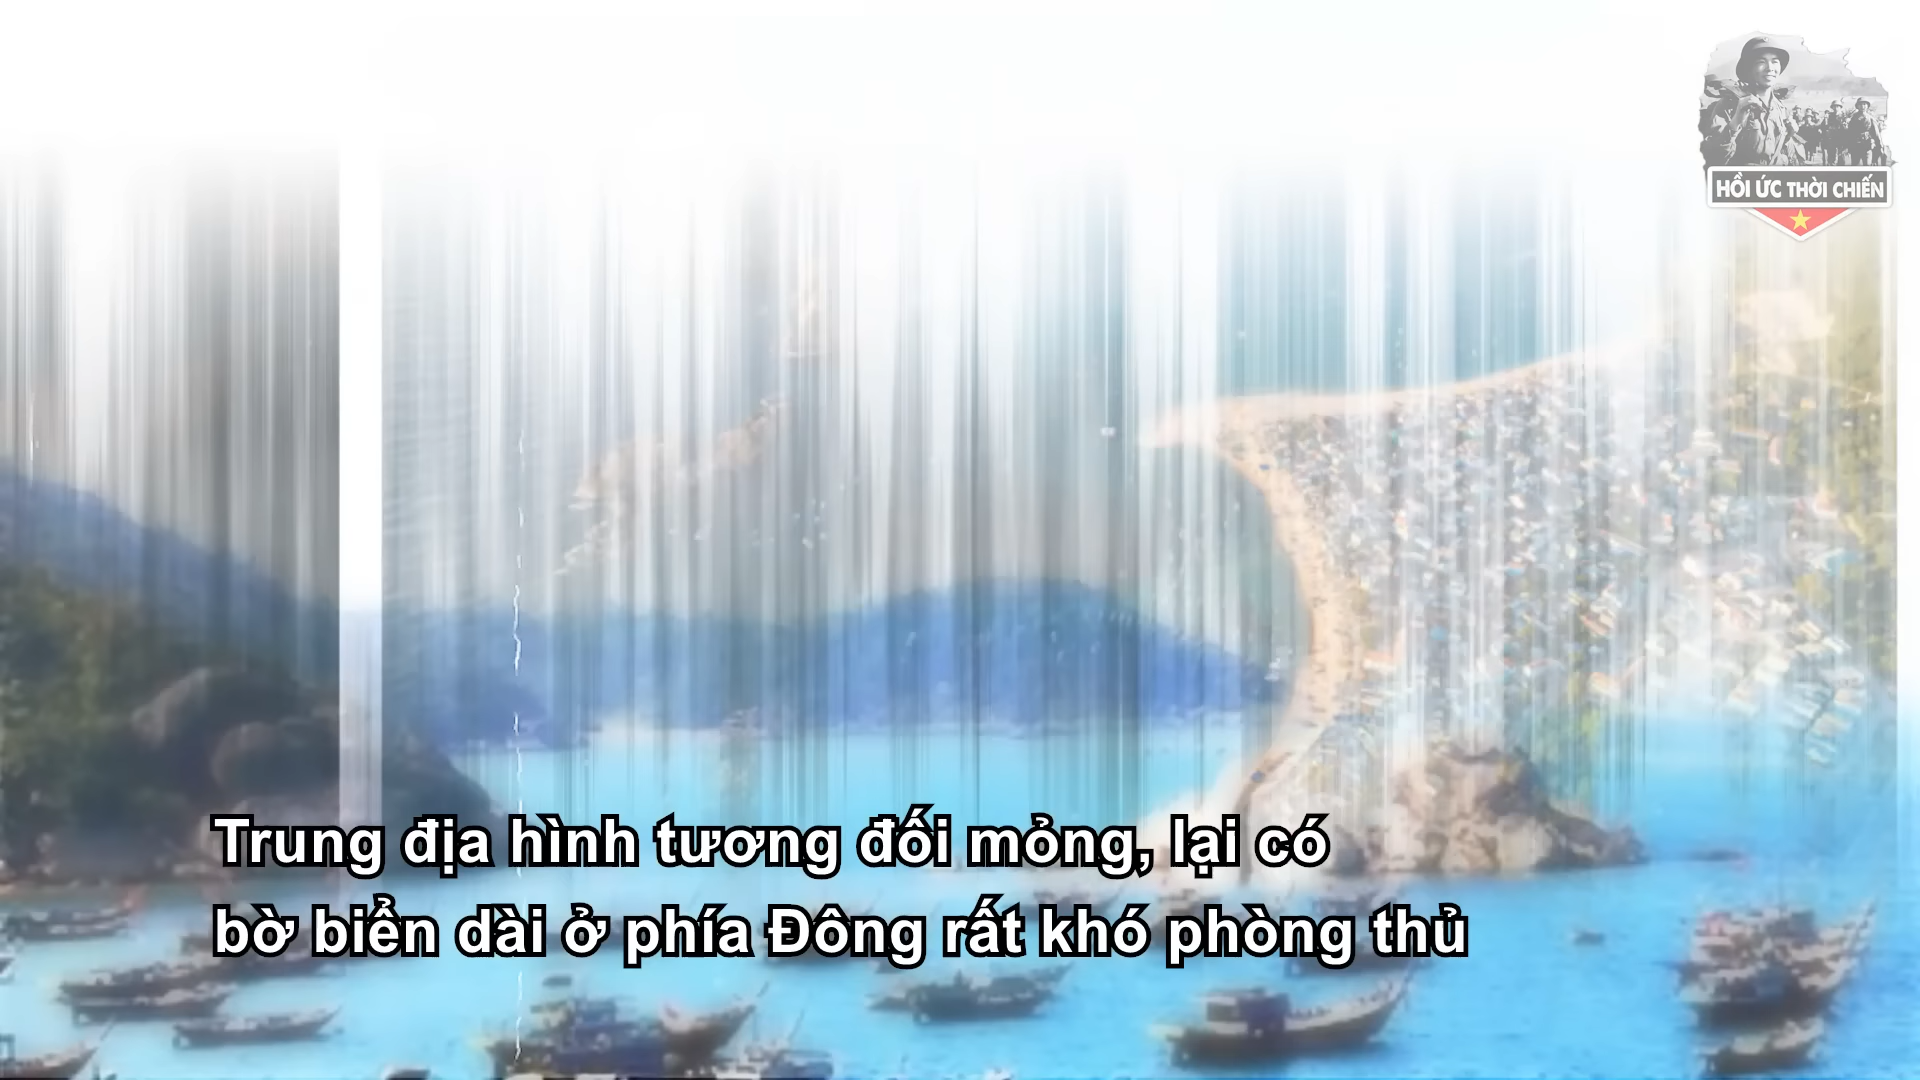 HỒI ỨC THỜI CHIẾN
Trung địa hình tương đối mỏng, lại có
bờ biển dài ở phía Đông rất khó phòng thủ